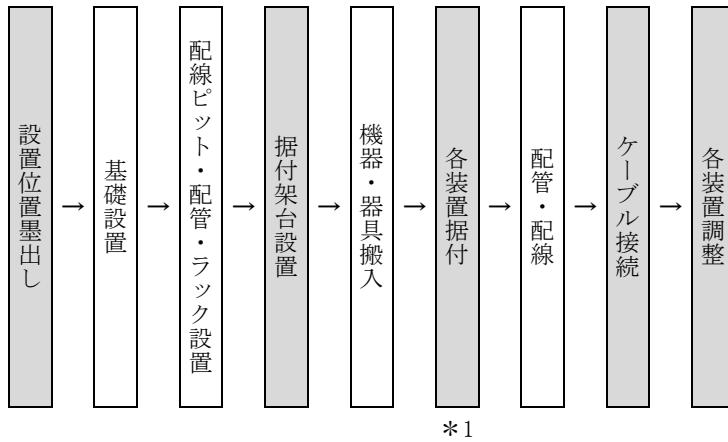 設置位置墨出し
→
基礎設置
→
配線ピット・配管・ラック設置
→
据付架台設置
→
機器・器具搬入
→
各装置据付
→
配管・配線
→
ケーブル接続
→
各装置調整
＊1